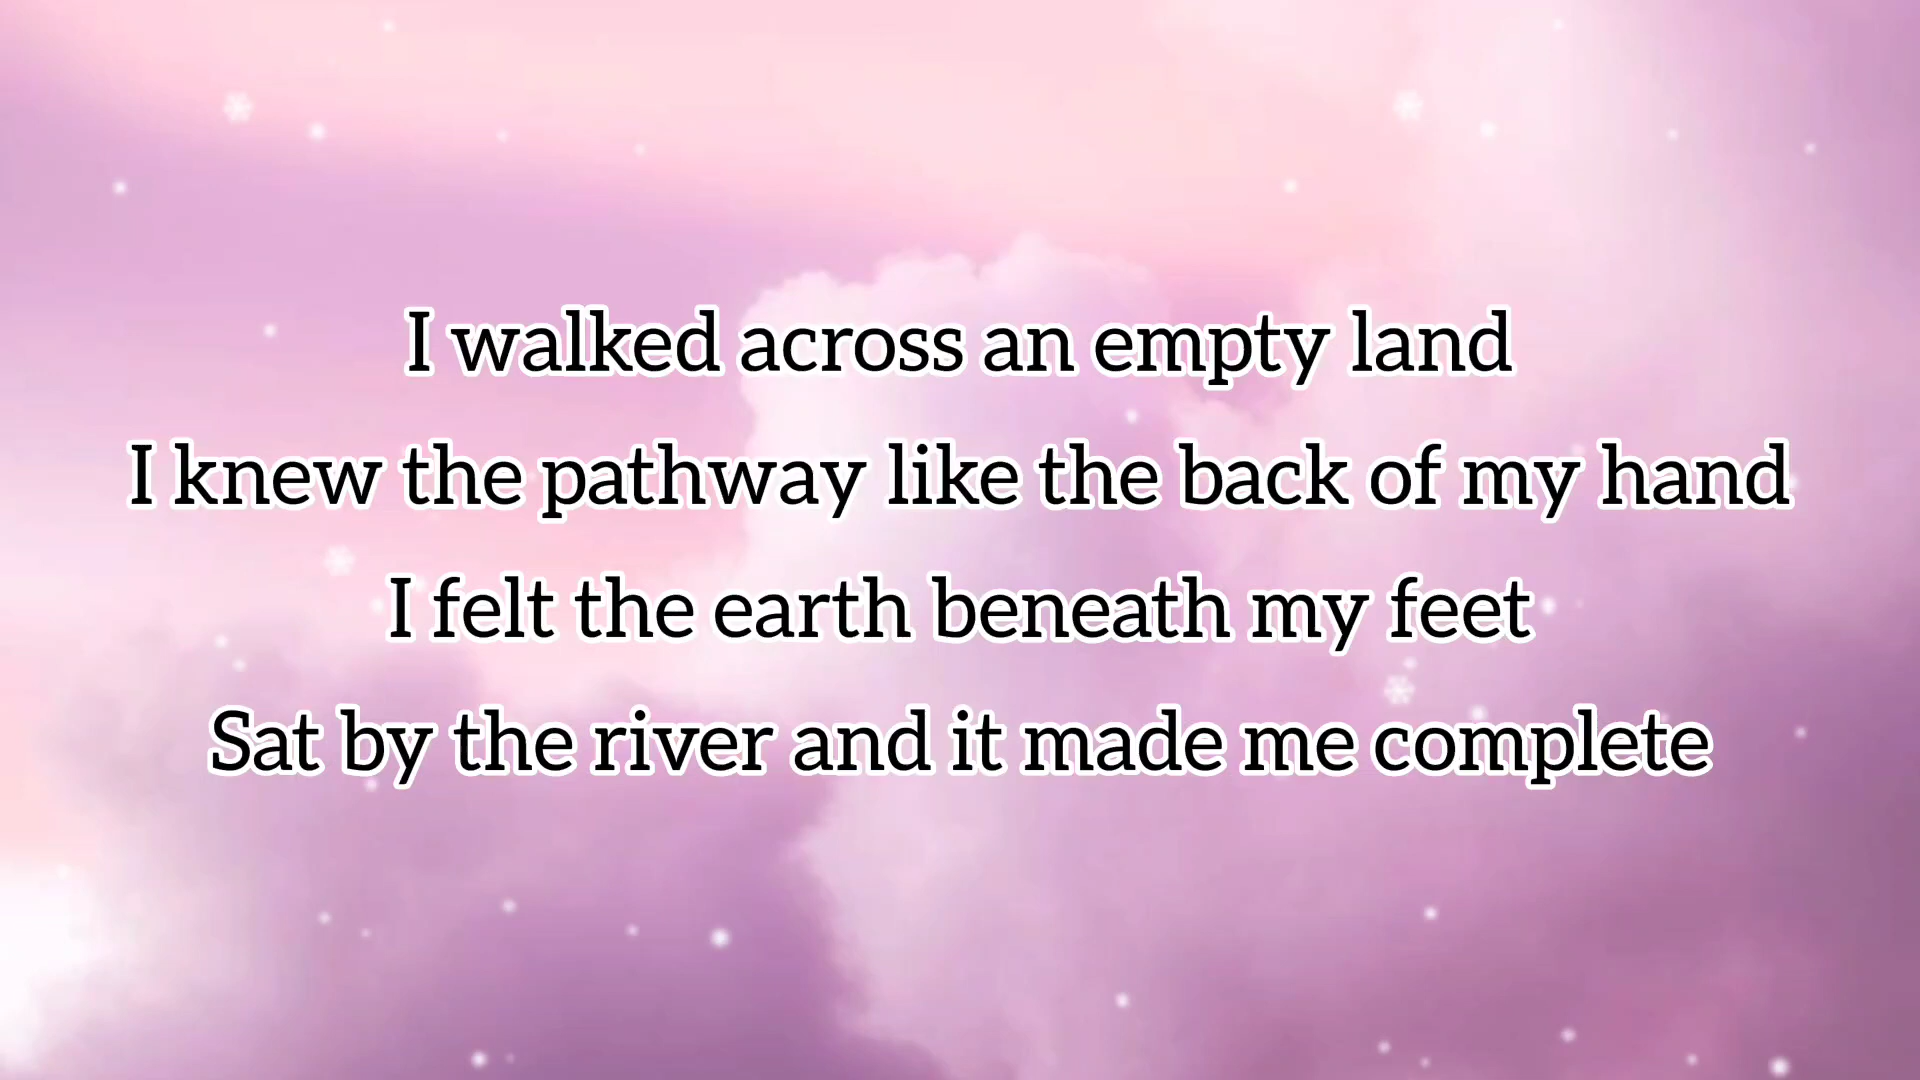 I walked across an empty land
I knew the pathway like the back of my hand
I felt the earth beneath my feet
Sat by the river and it made me complete